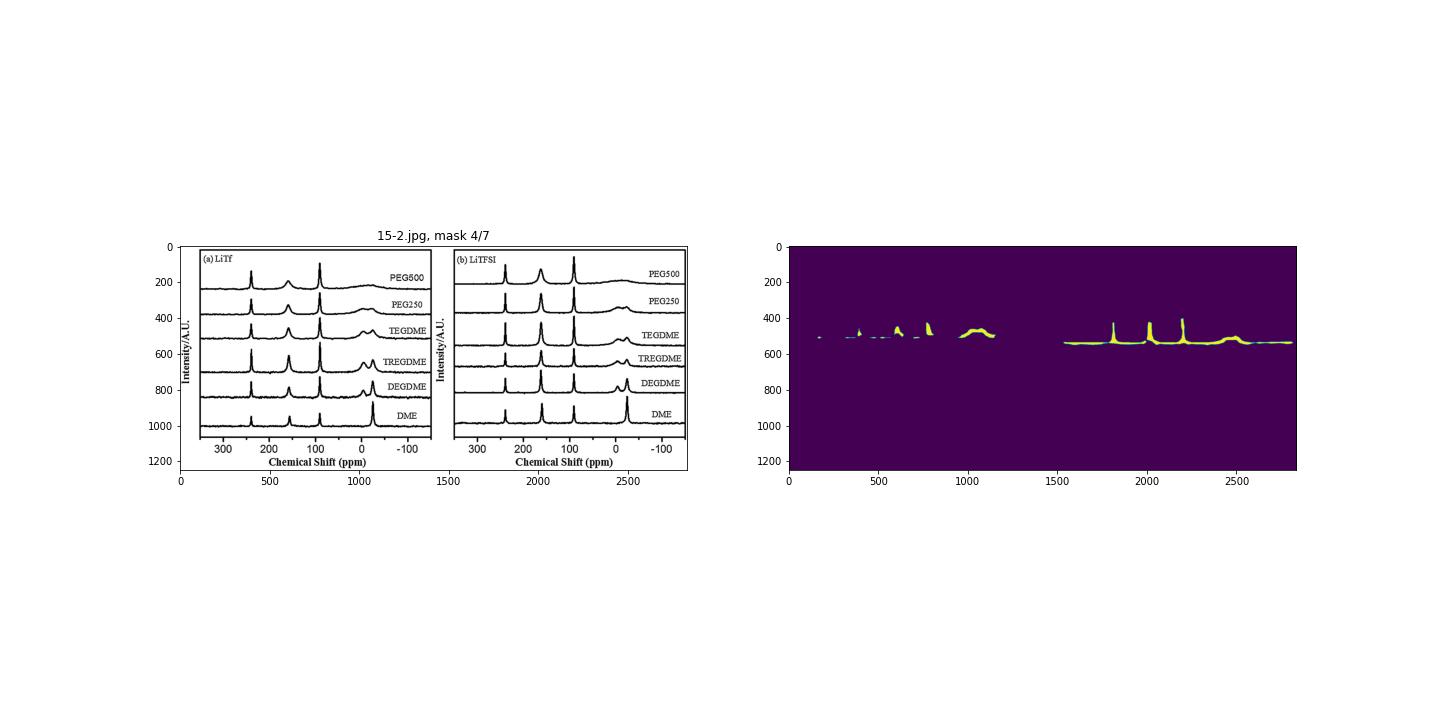 15-2.jpg, mask 4/7
0
200
400
600
800
1000
1200
0
500
1000
1500
2000
2500
Intensity/A.U.
(a) LiTf
PEG500
PEG250
TEGDME
TREGDME
DEGDME
DME
300 200 100 0 -100
Chemical Shift (ppm)
Intensity/A.U.
(b) LiTFSI
PEG500
PEG250
TEGDME
TREGDME
DEGDME
DME
300 200 100 0 -100
Chemical Shift (ppm)
0
200
400
600
800
1000
1200
0
500
1000
1500
2000
2500